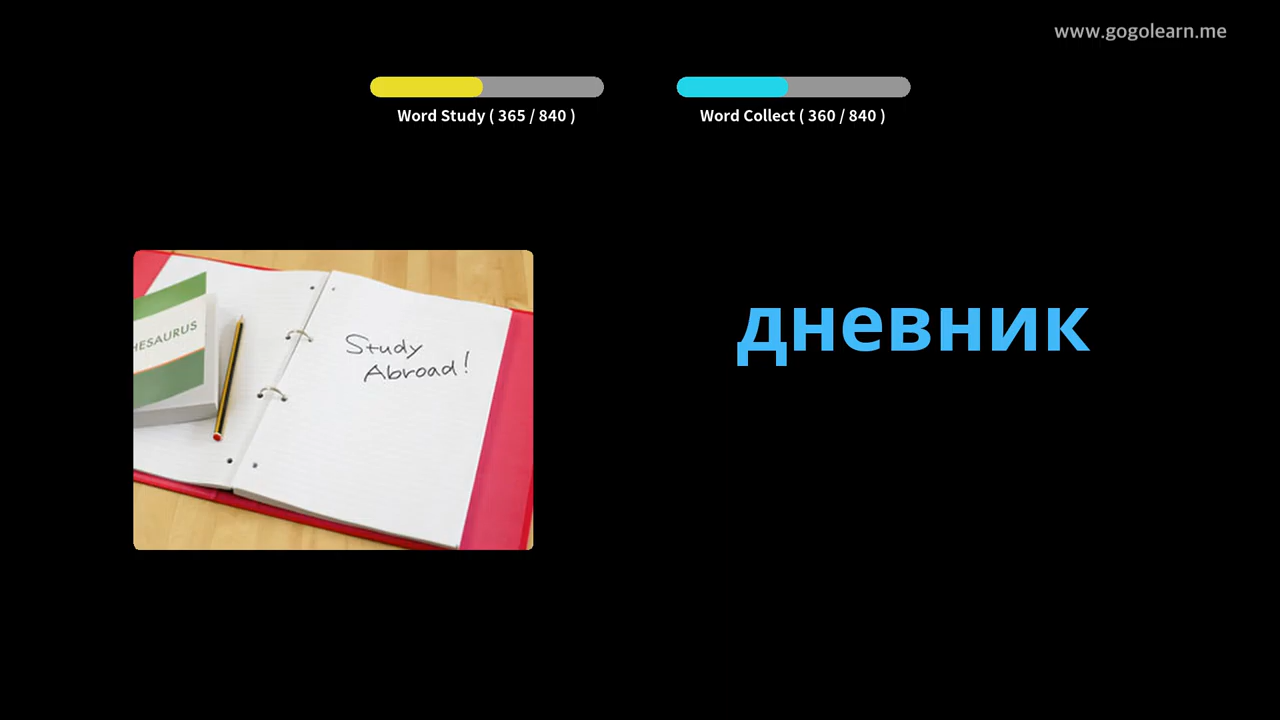 www.gogolearn.me
Word Study ( 365 / 840 )
Word Collect ( 360 / 840 )
дневник
HESAURUS
Study
Abroad!